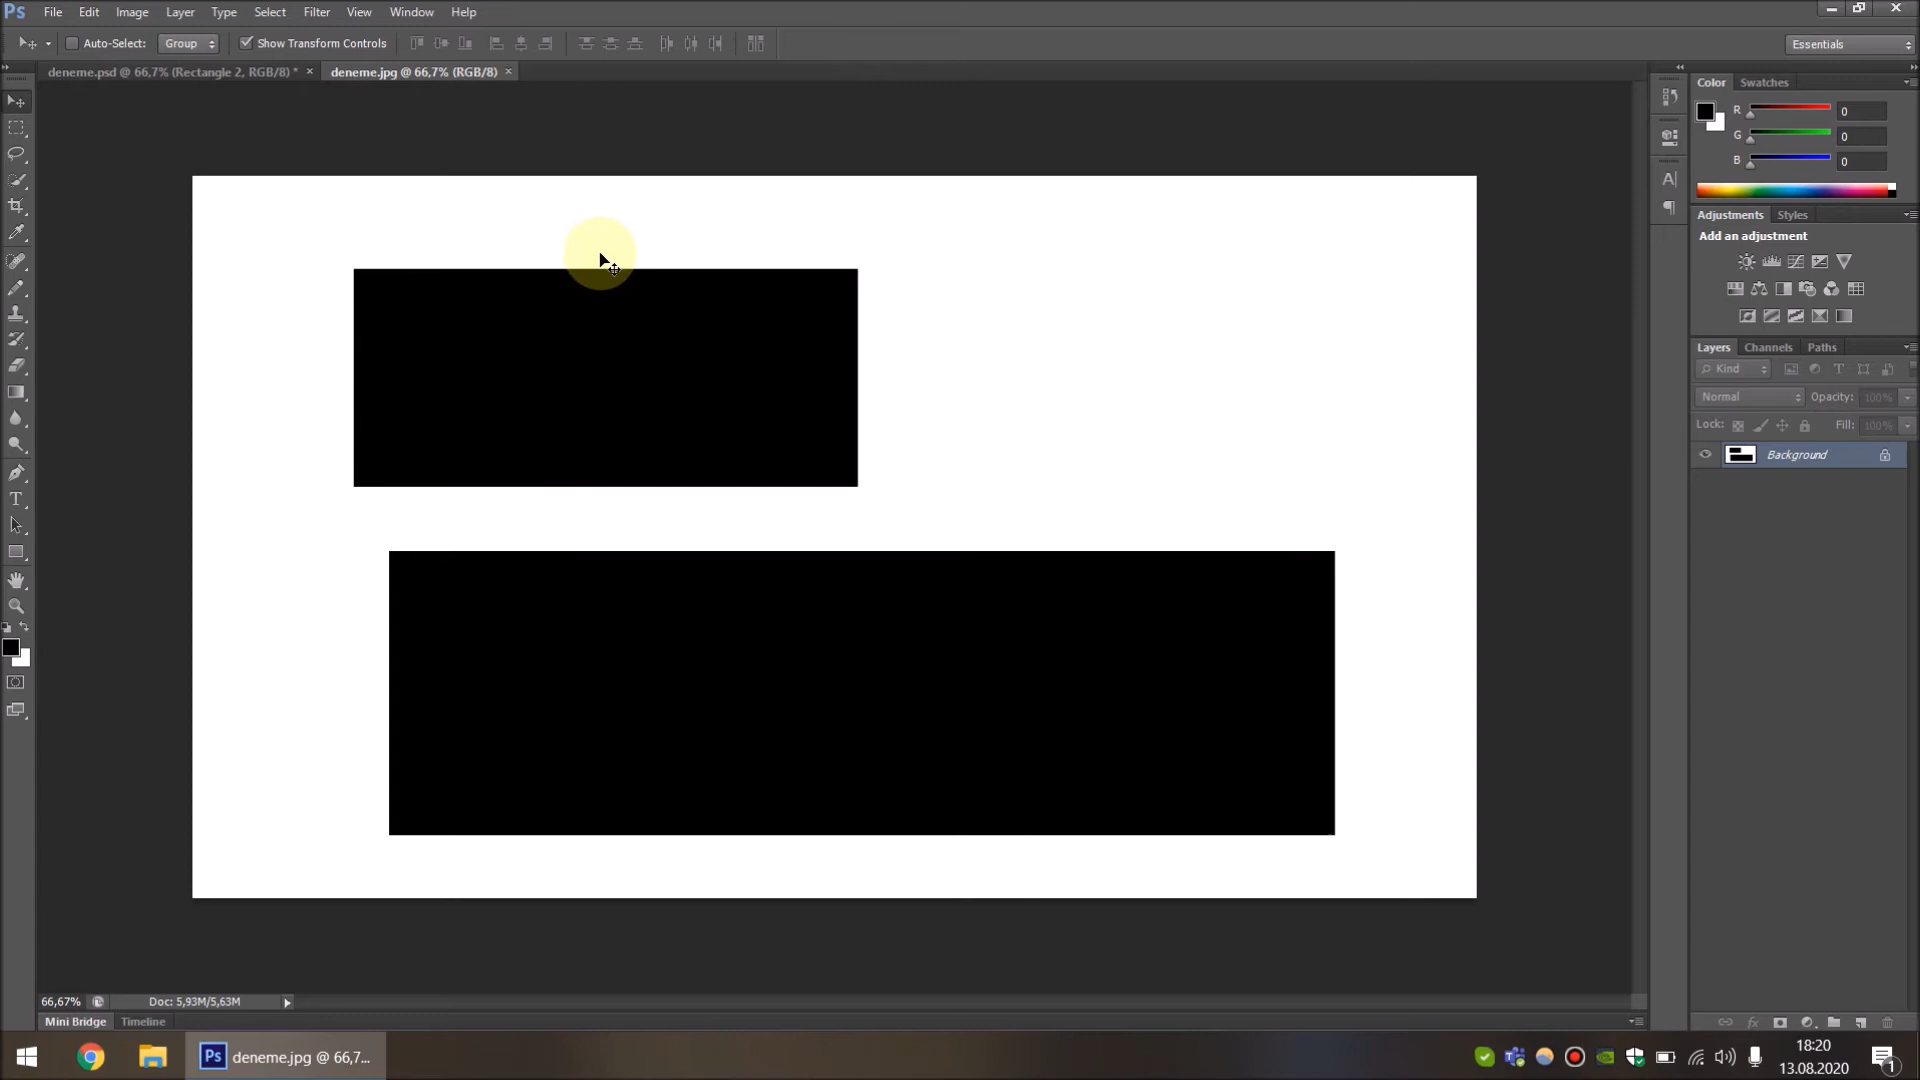 Ps File Edit Image Layer Type Select Filter View Window Help
Auto-Select: Group Show Transform Controls Essentials
deneme.psd @ 66,7% (Rectangle 2, RGB/8) * × deneme.jpg @ 66,7% (RGB/8) ×
Color Swatches
R 0
G 0
B 0
Adjustments Styles
Add an adjustment
Layers Channels Paths
Kind
Normal Opacity: 100%
Lock: Fill: 100%
Background
66,67% Doc: 5,93M/5,63M
Mini Bridge Timeline
Ps deneme.jpg @ 66,7...
18:20
13.08.2020
1